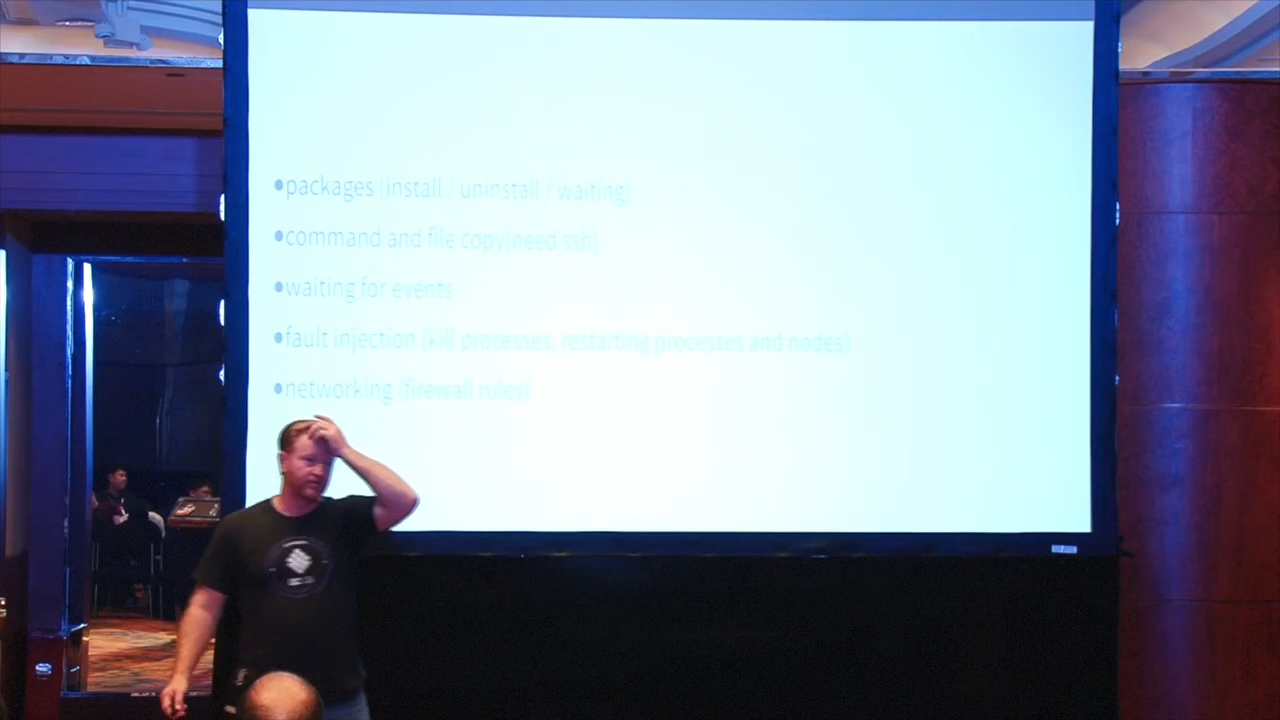 •packages (install / uninstall / waiting)
•command and file copy(need ssh)
•waiting for events
•fault injection (kill processes, restarting processes and nodes)
•networking (firewall rules)